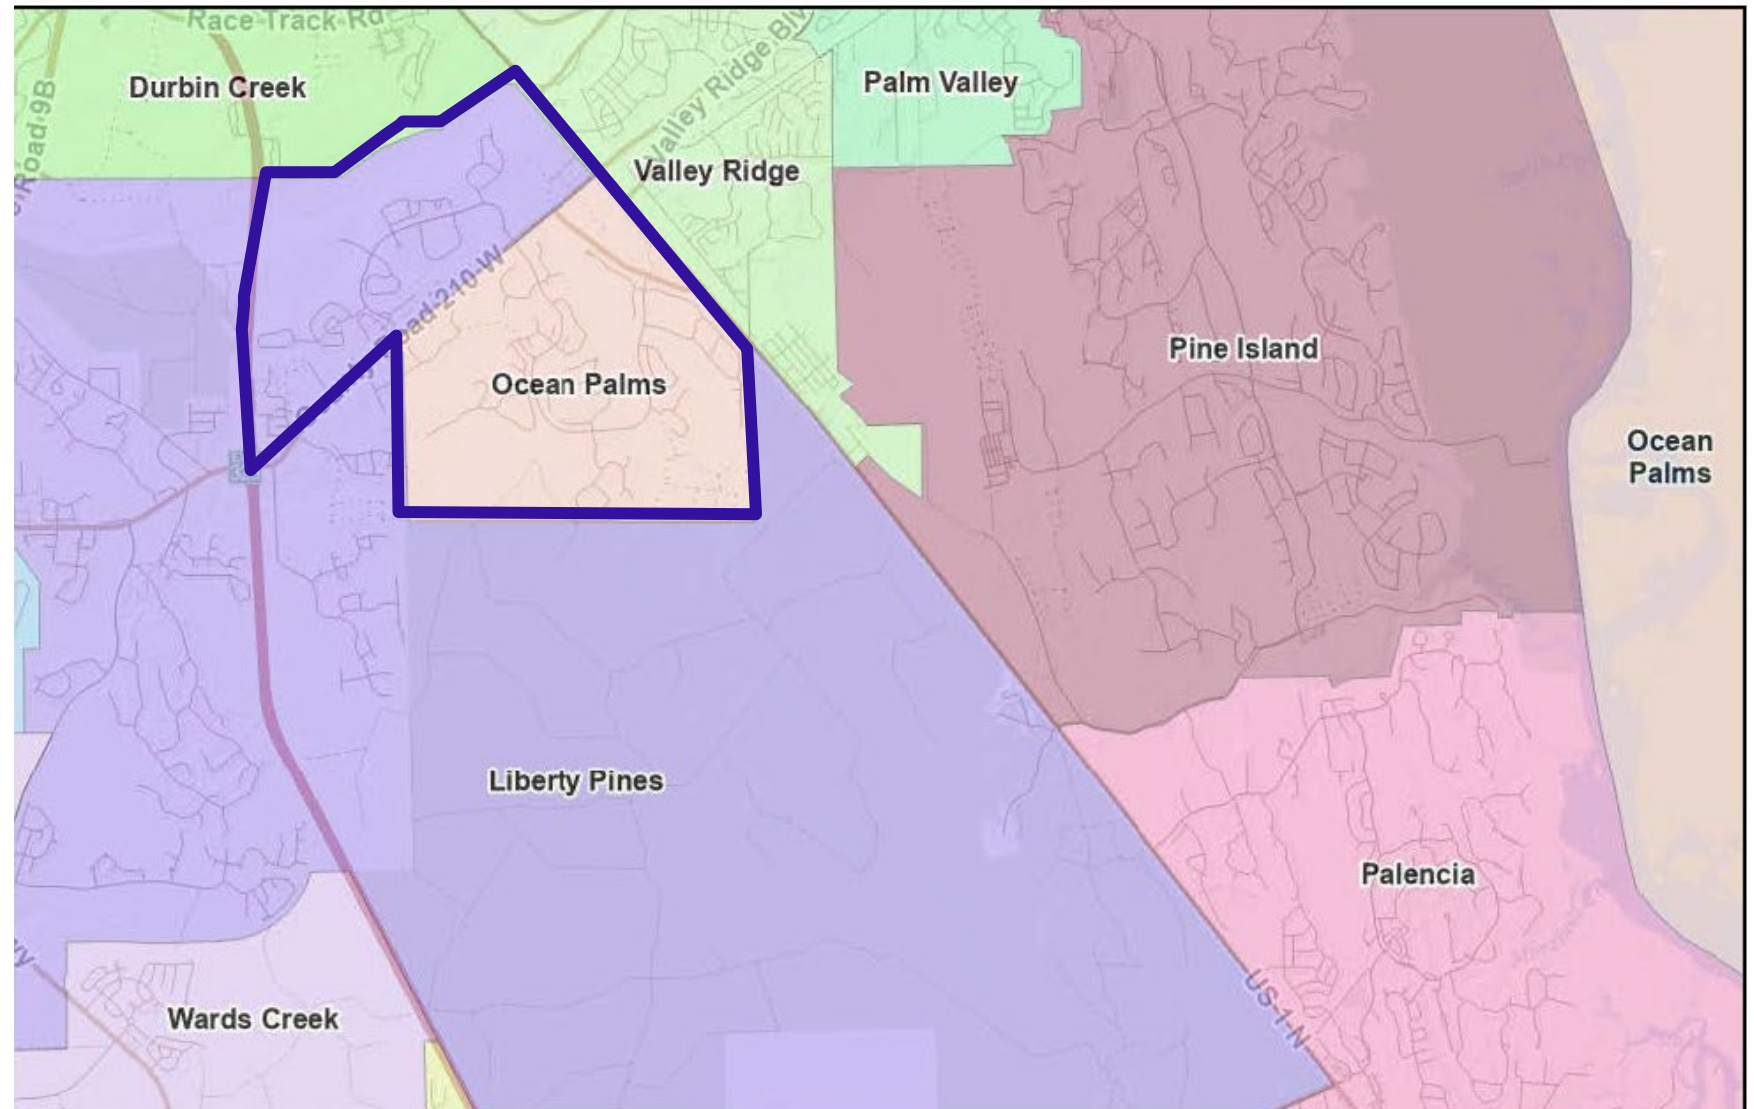 Race Track Rd
Durbin Creek
Palm Valley
Valley Ridge Blv
Road 9B
Valley Ridge
Road-210-W
Pine Island
Ocean Palms
Ocean
Palms
Liberty Pines
Palencia
US-1-N
Wards Creek